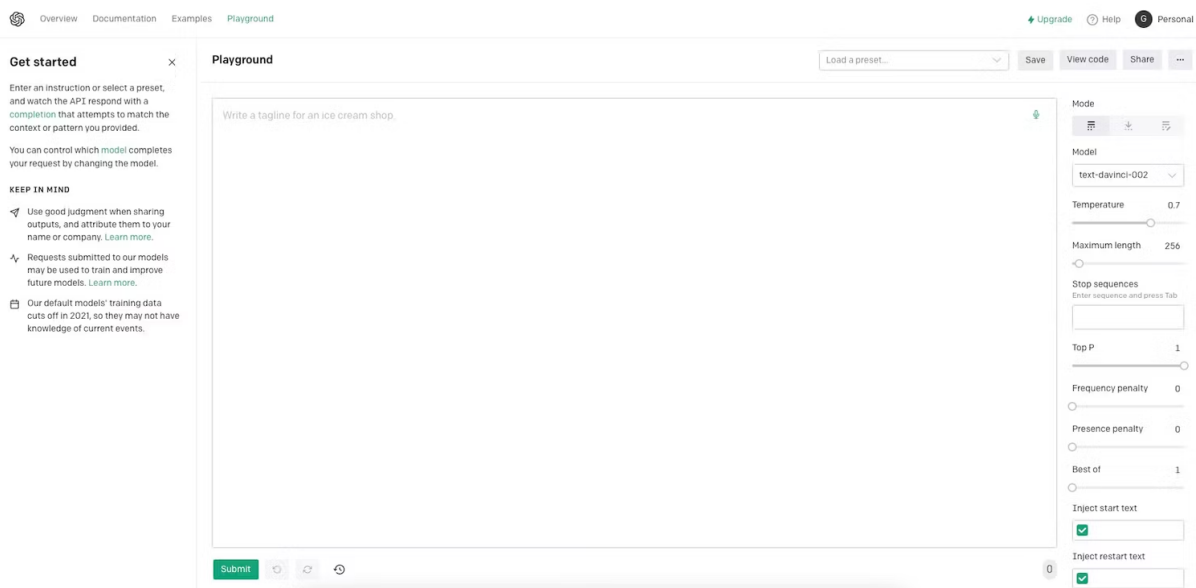 Overview Documentation Examples Playground
Upgrade Help G Personal
Get started
Enter an instruction or select a preset,
and watch the API respond with a
completion that attempts to match the
context or pattern you provided.
You can control which model completes
your request by changing the model.
KEEP IN MIND
Use good judgment when sharing
outputs, and attribute them to your
name or company. Learn more.
Requests submitted to our models
may be used to train and improve
future models. Learn more.
Our default models' training data
cuts off in 2021, so they may not have
knowledge of current events.
Playground
Load a preset...
Save View code Share ...
Write a tagline for an ice cream shop.
Submit
0
Mode
Model
text-davinci-002
Temperature 0.7
Maximum length 256
Stop sequences
Enter sequence and press Tab
Top P 1
Frequency penalty 0
Presence penalty 0
Best of 1
Inject start text
Inject restart text